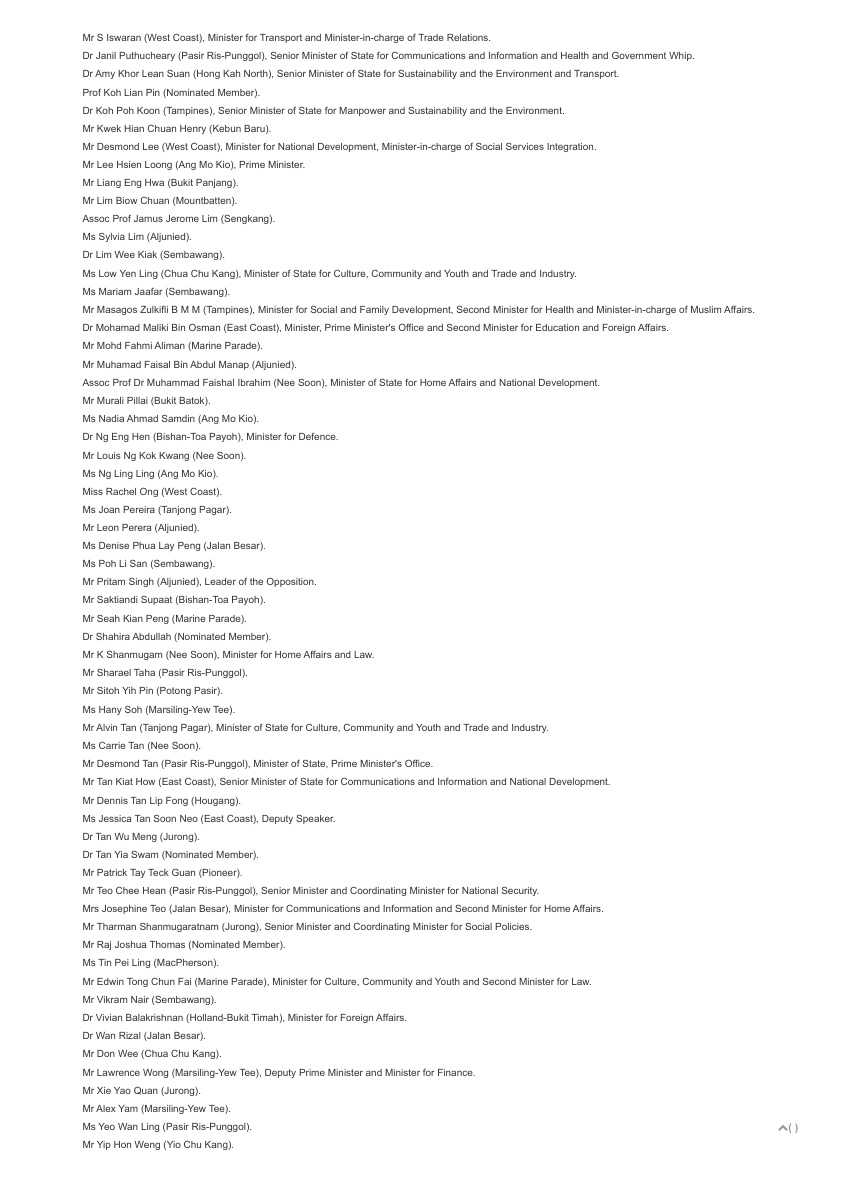 Mr S Iswaran (West Coast), Minister for Transport and Minister-in-charge of Trade Relations.
Dr Janil Puthucheary (Pasir Ris-Punggol), Senior Minister of State for Communications and Information and Health and Government Whip.
Dr Amy Khor Lean Suan (Hong Kah North), Senior Minister of State for Sustainability and the Environment and Transport.
Prof Koh Lian Pin (Nominated Member).
Dr Koh Poh Koon (Tampines), Senior Minister of State for Manpower and Sustainability and the Environment.
Mr Kwek Hian Chuan Henry (Kebun Baru).
Mr Desmond Lee (West Coast), Minister for National Development, Minister-in-charge of Social Services Integration.
Mr Lee Hsien Loong (Ang Mo Kio), Prime Minister.
Mr Liang Eng Hwa (Bukit Panjang).
Mr Lim Biow Chuan (Mountbatten).
Assoc Prof Jamus Jerome Lim (Sengkang).
Ms Sylvia Lim (Aljunied).
Dr Lim Wee Kiak (Sembawang).
Ms Low Yen Ling (Chua Chu Kang), Minister of State for Culture, Community and Youth and Trade and Industry.
Ms Mariam Jaafar (Sembawang).
Mr Masagos Zulkifli B M M (Tampines), Minister for Social and Family Development, Second Minister for Health and Minister-in-charge of Muslim Affairs.
Dr Mohamad Maliki Bin Osman (East Coast), Minister, Prime Minister's Office and Second Minister for Education and Foreign Affairs.
Mr Mohd Fahmi Aliman (Marine Parade).
Mr Muhamad Faisal Bin Abdul Manap (Aljunied).
Assoc Prof Dr Muhammad Faishal Ibrahim (Nee Soon), Minister of State for Home Affairs and National Development.
Mr Murali Pillai (Bukit Batok).
Ms Nadia Ahmad Samdin (Ang Mo Kio).
Dr Ng Eng Hen (Bishan-Toa Payoh), Minister for Defence.
Mr Louis Ng Kok Kwang (Nee Soon).
Ms Ng Ling Ling (Ang Mo Kio).
Miss Rachel Ong (West Coast).
Ms Joan Pereira (Tanjong Pagar).
Mr Leon Perera (Aljunied).
Ms Denise Phua Lay Peng (Jalan Besar).
Ms Poh Li San (Sembawang).
Mr Pritam Singh (Aljunied), Leader of the Opposition.
Mr Saktiandi Supaat (Bishan-Toa Payoh).
Mr Seah Kian Peng (Marine Parade).
Dr Shahira Abdullah (Nominated Member).
Mr K Shanmugam (Nee Soon), Minister for Home Affairs and Law.
Mr Sharael Taha (Pasir Ris-Punggol).
Mr Sitoh Yih Pin (Potong Pasir).
Ms Hany Soh (Marsiling-Yew Tee).
Mr Alvin Tan (Tanjong Pagar), Minister of State for Culture, Community and Youth and Trade and Industry.
Ms Carrie Tan (Nee Soon).
Mr Desmond Tan (Pasir Ris-Punggol), Minister of State, Prime Minister's Office.
Mr Tan Kiat How (East Coast), Senior Minister of State for Communications and Information and National Development.
Mr Dennis Tan Lip Fong (Hougang).
Ms Jessica Tan Soon Neo (East Coast), Deputy Speaker.
Dr Tan Wu Meng (Jurong).
Dr Tan Yia Swam (Nominated Member).
Mr Patrick Tay Teck Guan (Pioneer).
Mr Teo Chee Hean (Pasir Ris-Punggol), Senior Minister and Coordinating Minister for National Security.
Mrs Josephine Teo (Jalan Besar), Minister for Communications and Information and Second Minister for Home Affairs.
Mr Tharman Shanmugaratnam (Jurong), Senior Minister and Coordinating Minister for Social Policies.
Mr Raj Joshua Thomas (Nominated Member).
Ms Tin Pei Ling (MacPherson).
Mr Edwin Tong Chun Fai (Marine Parade), Minister for Culture, Community and Youth and Second Minister for Law.
Mr Vikram Nair (Sembawang).
Dr Vivian Balakrishnan (Holland-Bukit Timah), Minister for Foreign Affairs.
Dr Wan Rizal (Jalan Besar).
Mr Don Wee (Chua Chu Kang).
Mr Lawrence Wong (Marsiling-Yew Tee), Deputy Prime Minister and Minister for Finance.
Mr Xie Yao Quan (Jurong).
Mr Alex Yam (Marsiling-Yew Tee).
Ms Yeo Wan Ling (Pasir Ris-Punggol).
( )
Mr Yip Hon Weng (Yio Chu Kang).